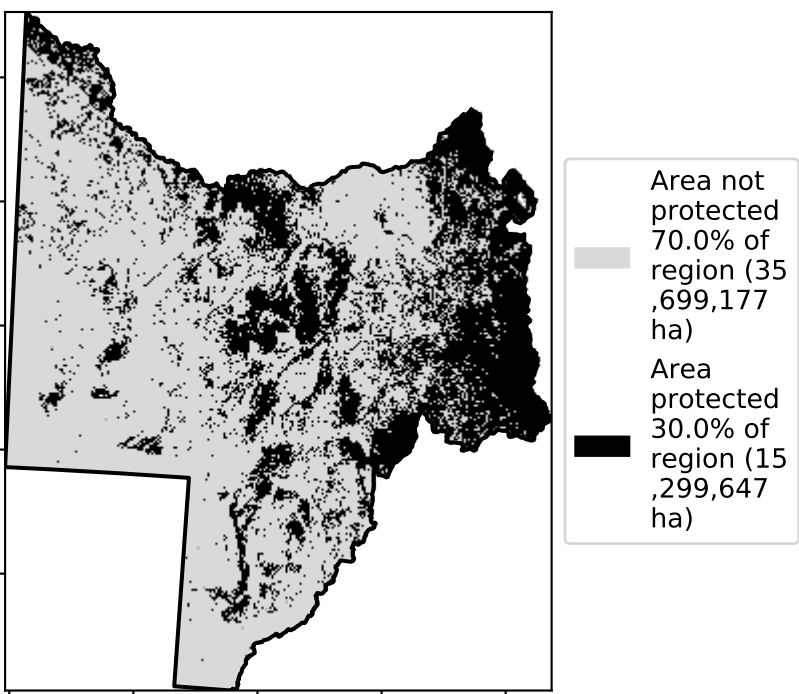 Area not
protected
70.0% of
region (35
,699,177
ha)
Area
protected
30.0% of
region (15
,299,647
ha)